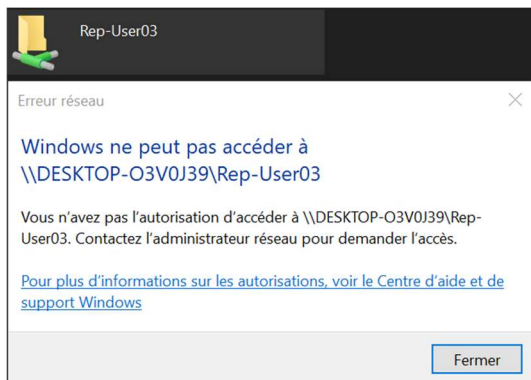 Rep-User03
Erreur réseau
Windows ne peut pas accéder à
\\DESKTOP-O3V0J39\Rep-User03
Vous n’avez pas l’autorisation d’accéder à \\DESKTOP-O3V0J39\Rep-
User03. Contactez l’administrateur réseau pour demander l’accès.
Pour plus d’informations sur les autorisations, voir le Centre d’aide et de
support Windows
Fermer